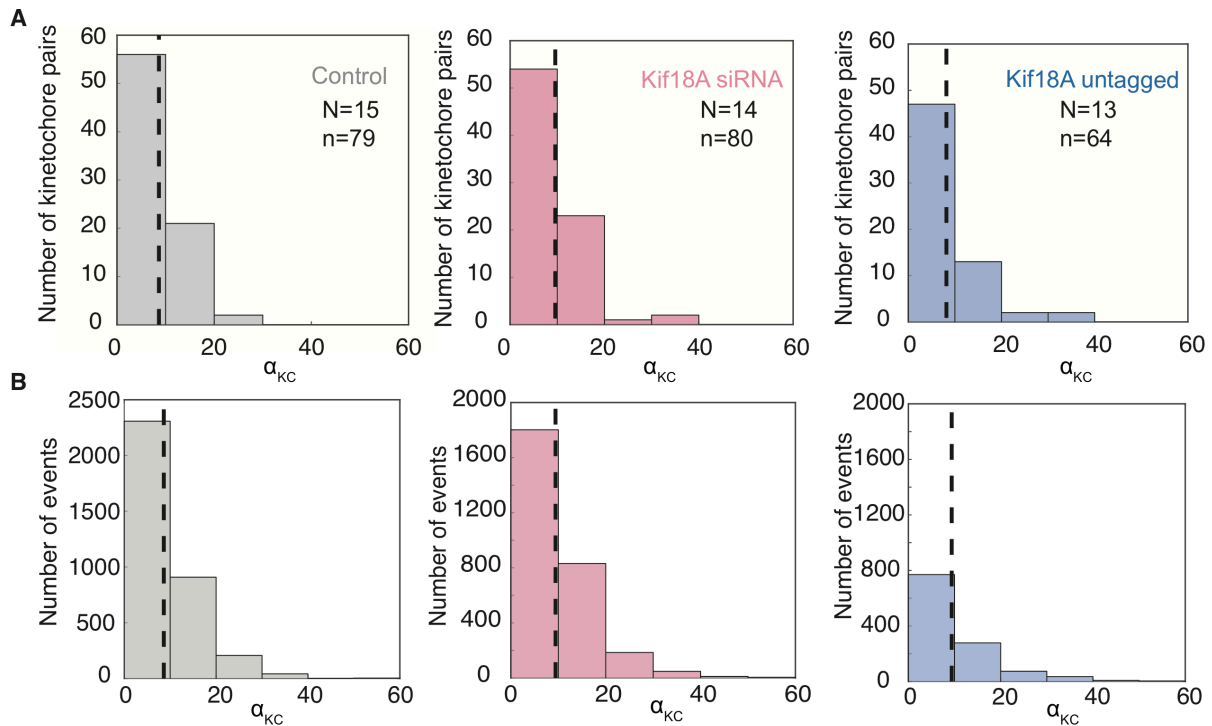 A
Number of kinetochore pairs
60
50
40
30
20
10
0
Control
N=15
n=79
0 20 40 60
αKC
Number of kinetochore pairs
60
50
40
30
20
10
0
Kif18A siRNA
N=14
n=80
0 20 40 60
αKC
Number of kinetochore pairs
60
50
40
30
20
10
0
Kif18A untagged
N=13
n=64
0 20 40 60
αKC
B
Number of events
2500
2000
1500
1000
500
0
0 20 40 60
αKC
Number of events
2000
1600
1200
800
400
0
0 20 40 60
αKC
Number of events
2000
1600
1200
800
400
0
0 20 40 60
αKC